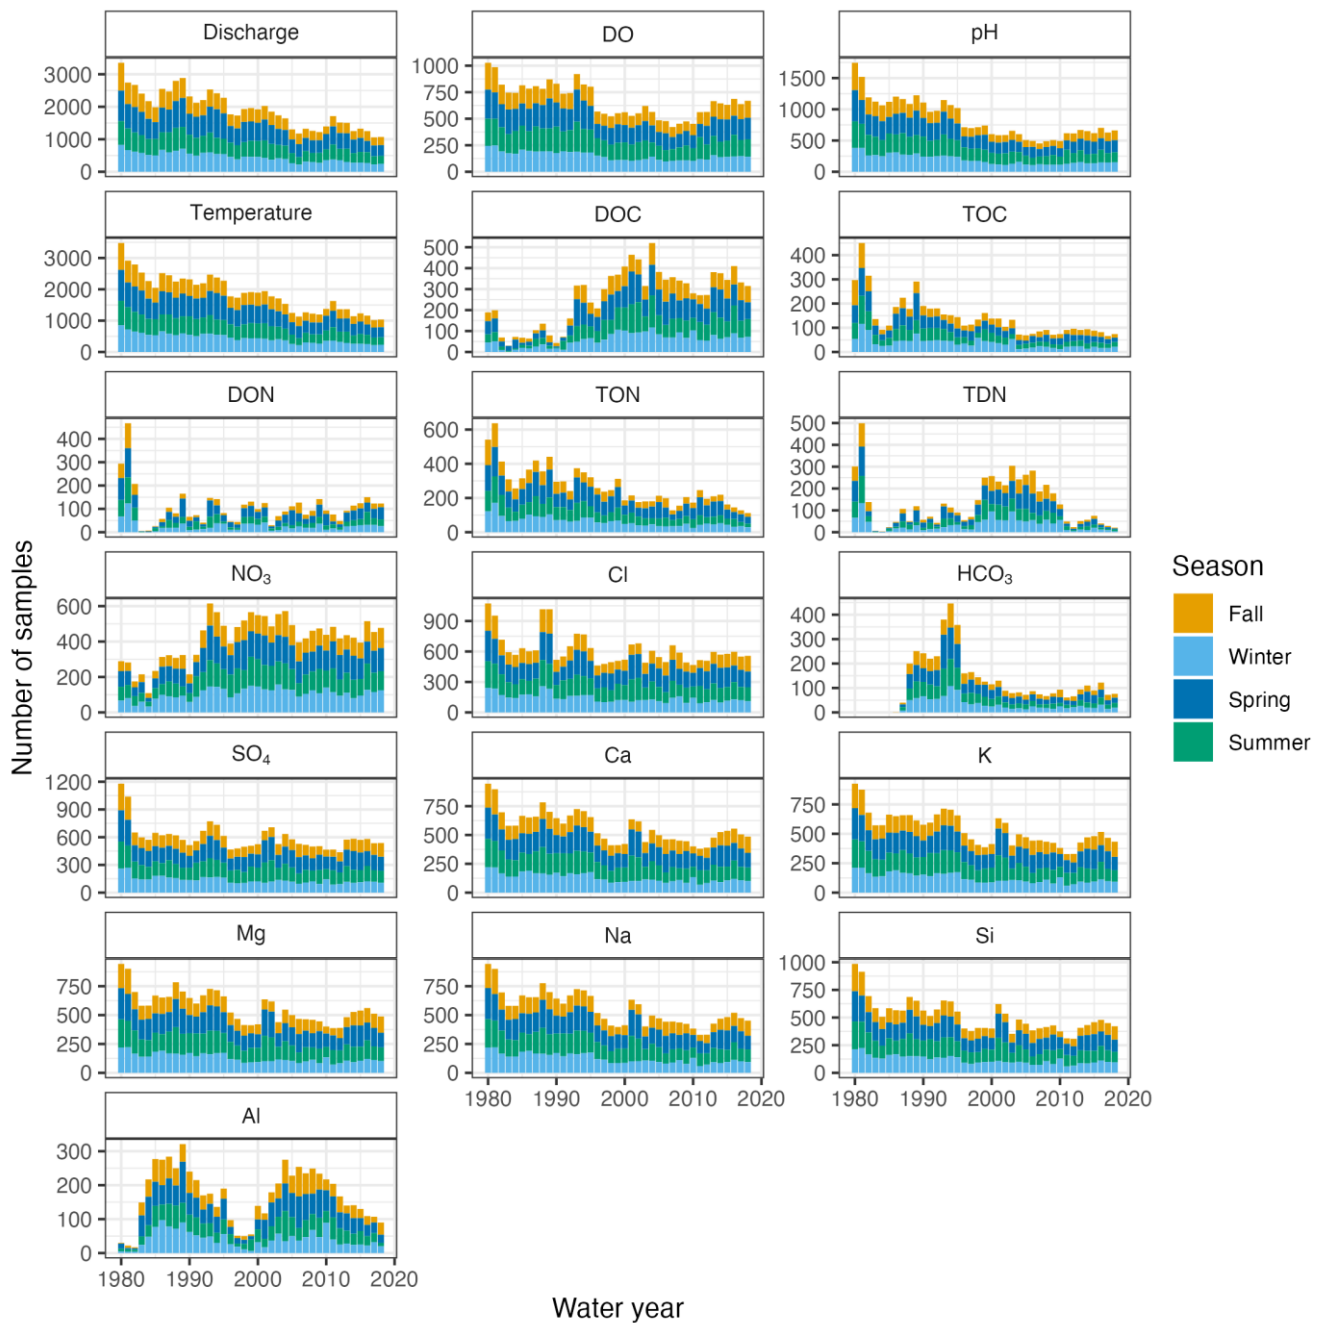 Discharge
DO
pH
3000
2000
1000
0
1000
750
500
250
0
1500
1000
500
0
Temperature
DOC
TOC
3000
2000
1000
0
500
400
300
200
100
0
400
300
200
100
0
DON
TON
TDN
400
300
200
100
0
600
400
200
0
500
400
300
200
100
0
NO₃
Cl
HCO₃
600
400
200
0
900
600
300
0
400
300
200
100
0
SO₄
Ca
K
1200
900
600
300
0
750
500
250
0
750
500
250
0
Mg
Na
Si
750
500
250
0
750
500
250
0
1000
750
500
250
0
1980 1990 2000 2010 2020
1980 1990 2000 2010 2020
Al
300
200
100
0
1980 1990 2000 2010 2020
Water year
Number of samples
Season
Fall
Winter
Spring
Summer